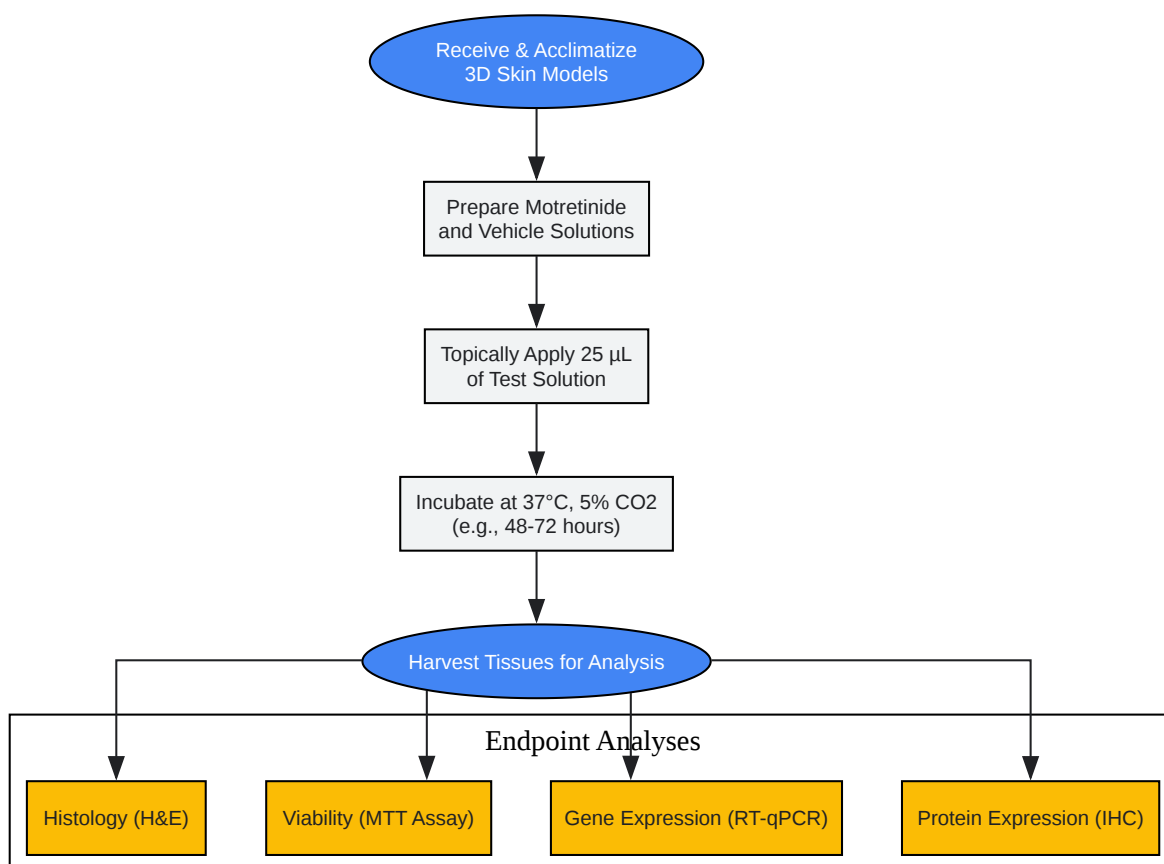 Receive & Acclimatize
3D Skin Models
Prepare Motretinide
and Vehicle Solutions
Topically Apply 25 µL
of Test Solution
Incubate at 37°C, 5% CO2
(e.g., 48-72 hours)
Harvest Tissues for Analysis
Endpoint Analyses
Histology (H&E)
Viability (MTT Assay)
Gene Expression (RT-qPCR)
Protein Expression (IHC)